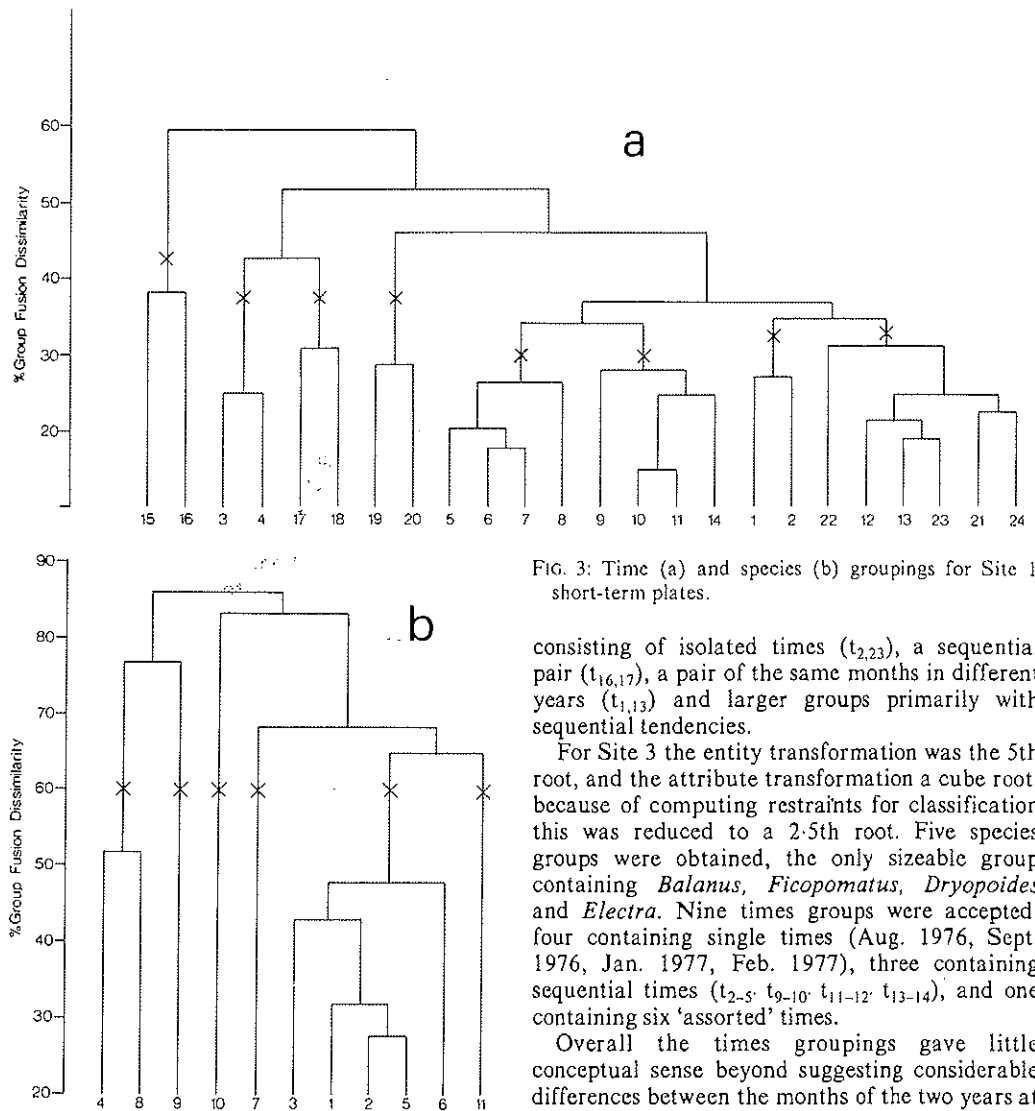 a
60
50
40
30
20
% Group Fusion Dissimilarity
15 16 3 4 17 18 19 20 5 6 7 8 9 10 11 14 1 2 22 12 13 23 21 24
b
90
80
70
60
50
40
30
20
% Group Fusion Dissimilarity
4 8 9 10 7 3 1 2 5 6 11
FIG. 3: Time (a) and species (b) groupings for Site 1
short-term plates.
consisting of isolated times (t2,23), a sequentia
pair (t16,17), a pair of the same months in different
years (t1,13) and larger groups primarily with
sequential tendencies.
For Site 3 the entity transformation was the 5th
root, and the attribute transformation a cube root
because of computing restraints for classification
this was reduced to a 2·5th root. Five species
groups were obtained, the only sizeable group
containing Balanus, Ficopomatus, Dryopoides
and Electra. Nine times groups were accepted
four containing single times (Aug. 1976, Sept
1976, Jan. 1977, Feb. 1977), three containing
sequential times (t2–5, t9–10, t11–12, t13–14), and one
containing six 'assorted' times.
Overall the times groupings gave little
conceptual sense beyond suggesting considerable
differences between the months of the two years at